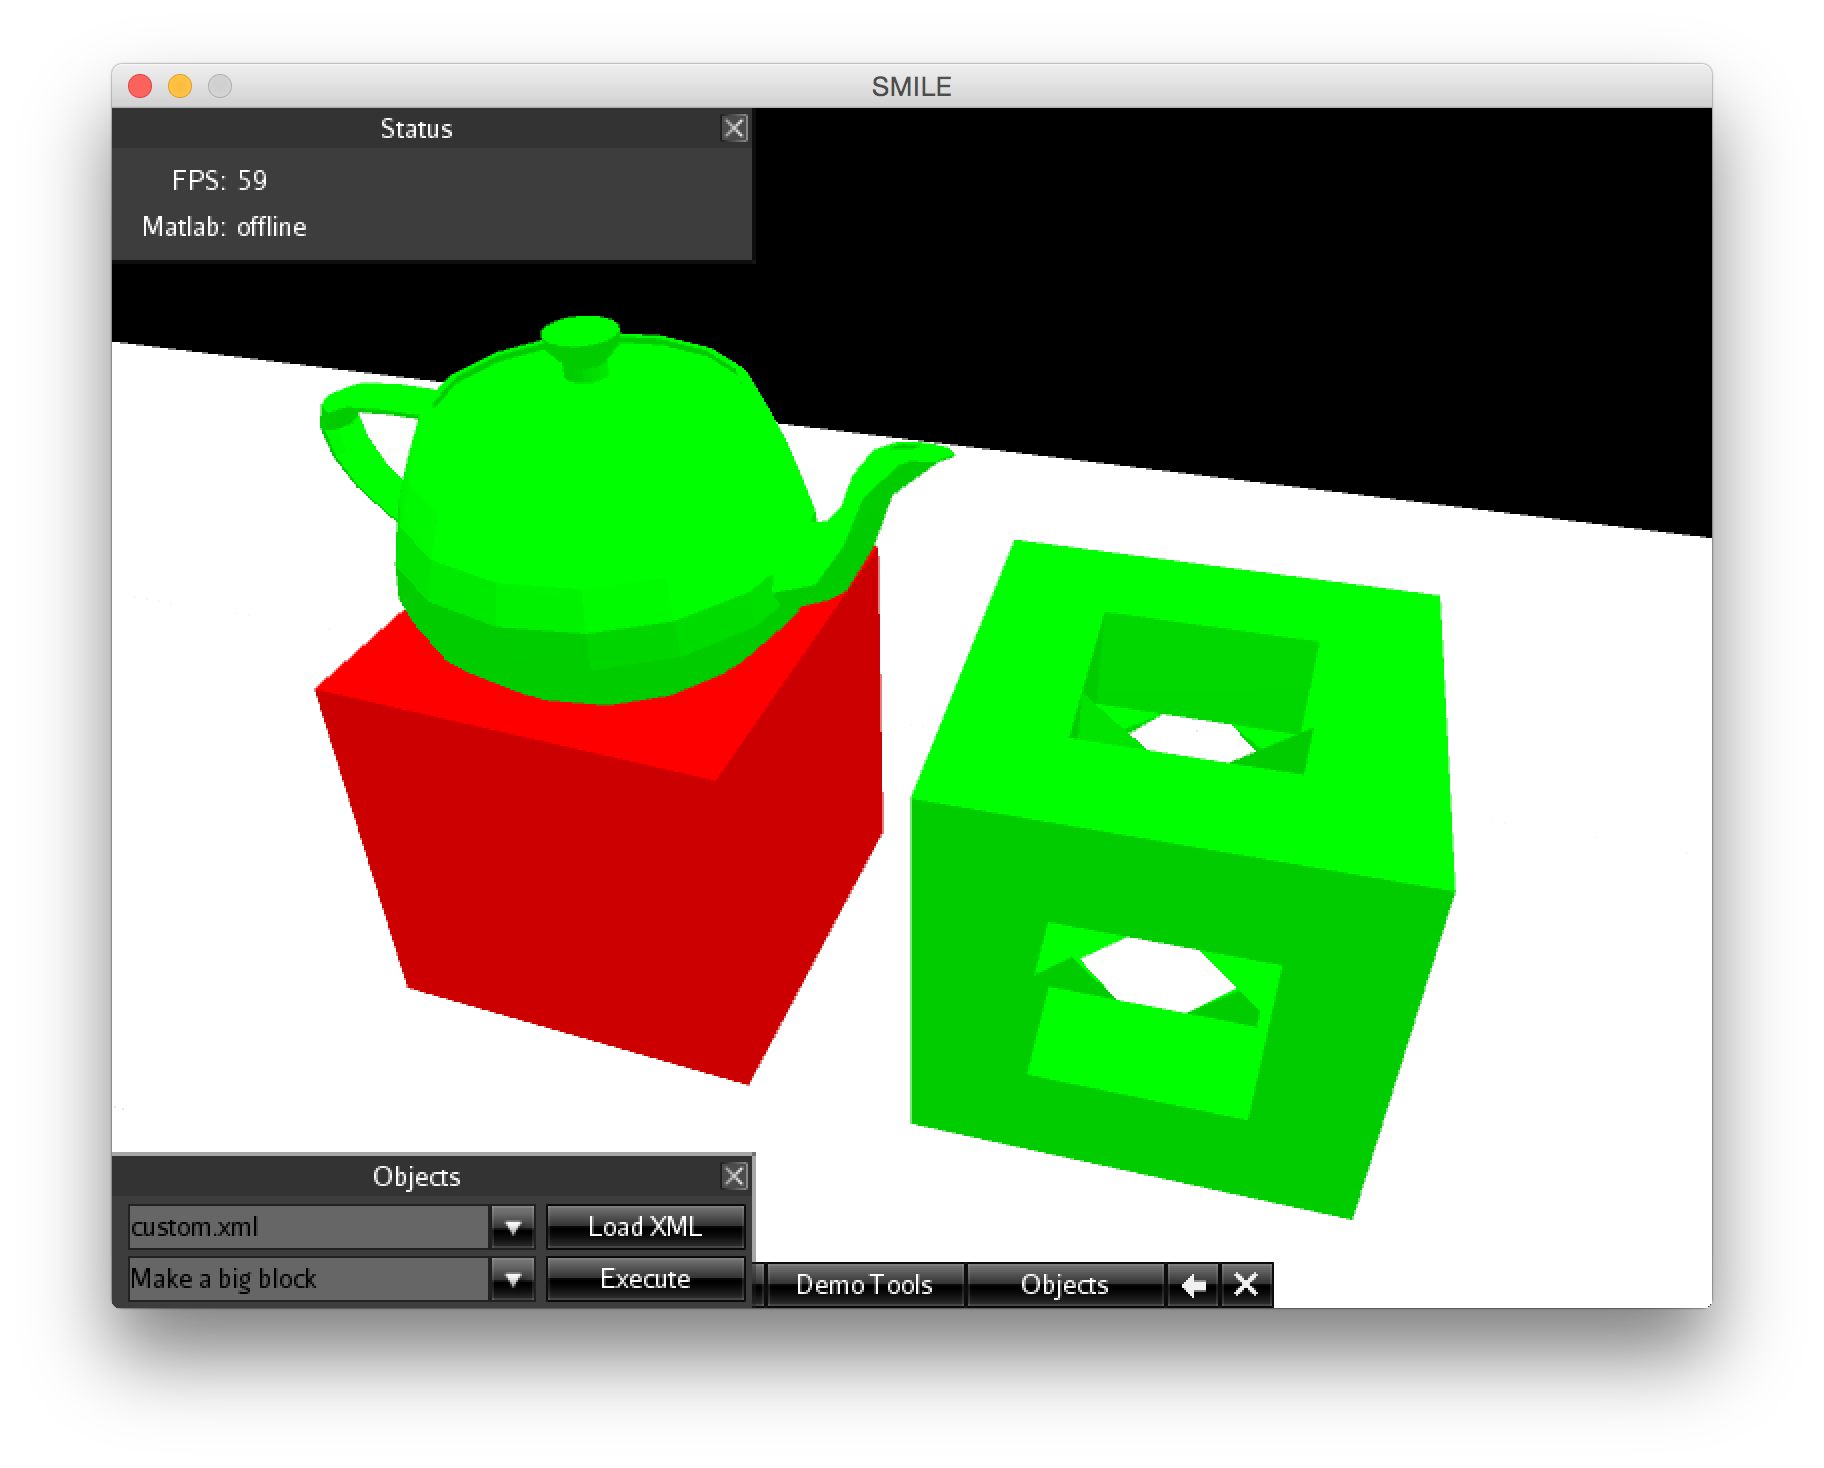 SMILE
Status
FPS: 59
Matlab: offline
Objects
custom.xml
Load XML
Make a big block
Execute
Demo Tools
Objects